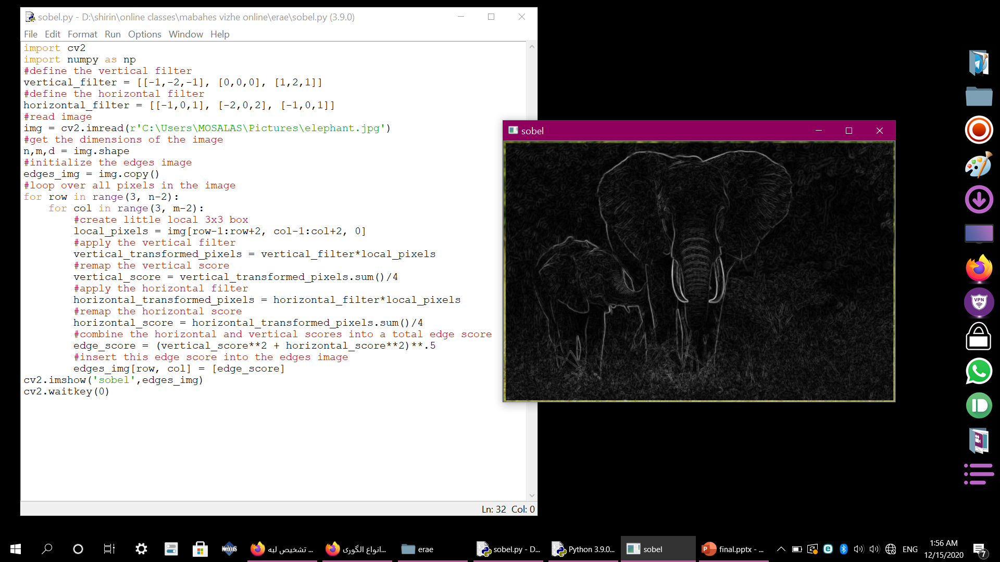 sobel.py - D:\shirin\online classes\mabahes vizhe online\erae\sobel.py (3.9.0)
File Edit Format Run Options Window Help
import cv2
import numpy as np
#define the vertical filter
vertical_filter = [[-1,-2,-1], [0,0,0], [1,2,1]]
#define the horizontal filter
horizontal_filter = [[-1,0,1], [-2,0,2], [-1,0,1]]
#read image
img = cv2.imread(r'C:\Users\MOSALAS\Pictures\elephant.jpg')
#get the dimensions of the image
n,m,d = img.shape
#initialize the edges image
edges_img = img.copy()
#loop over all pixels in the image
for row in range(3, n-2):
    for col in range(3, m-2):
        #create little local 3x3 box
        local_pixels = img[row-1:row+2, col-1:col+2, 0]
        #apply the vertical filter
        vertical_transformed_pixels = vertical_filter*local_pixels
        #remap the vertical score
        vertical_score = vertical_transformed_pixels.sum()/4
        #apply the horizontal filter
        horizontal_transformed_pixels = horizontal_filter*local_pixels
        #remap the horizontal score
        horizontal_score = horizontal_transformed_pixels.sum()/4
        #combine the horizontal and vertical scores into a total edge score
        edge_score = (vertical_score**2 + horizontal_score**2)**.5
        #insert this edge score into the edges image
        edges_img[row, col] = [edge_score]
cv2.imshow('sobel',edges_img)
cv2.waitkey(0)
Ln: 32 Col: 0
sobel
VPN
NeXuS
تشخیص لبه ...
انواع الگوری...
erae
sobel.py - D...
Python 3.9.0...
sobel
final.pptx - ...
ENG
1:56 AM
12/15/2020
7